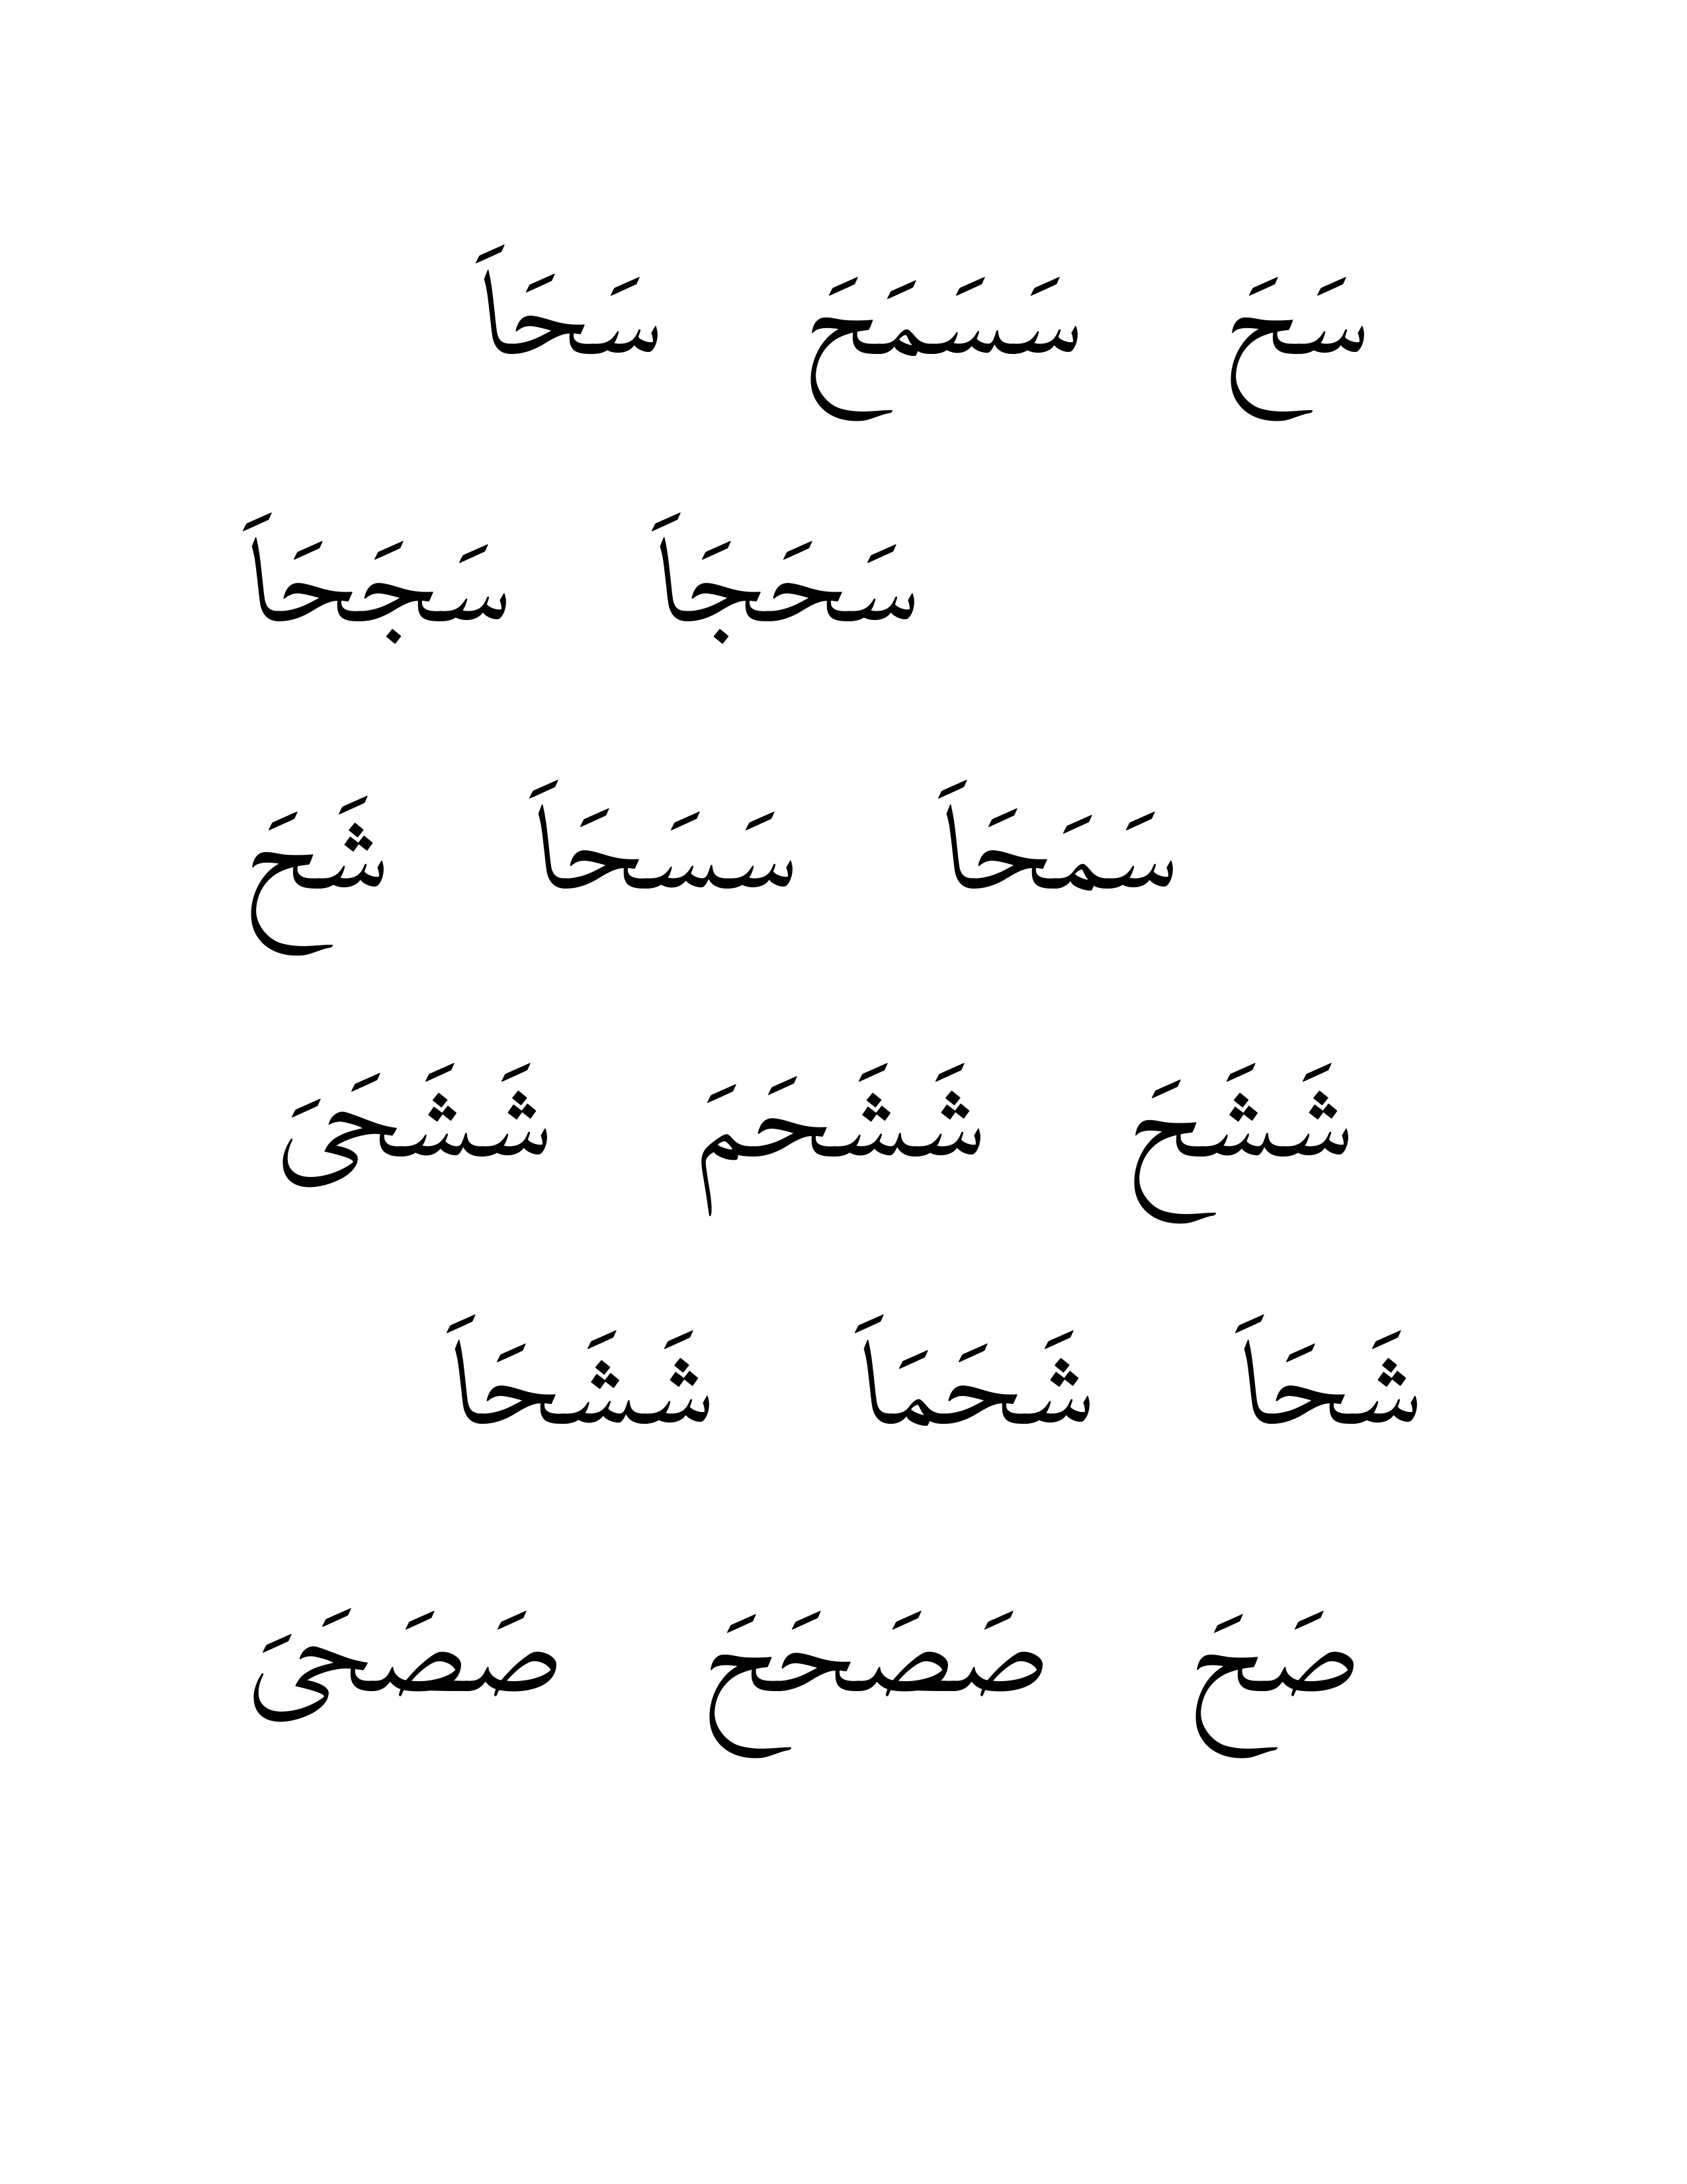 سَحَ سَسَمَحَ سَحَاَ
سَحَجَاَ سَجَحَاَ
سَمَحَاَ سَسَحَاَ شَحَ
شَشَحَ شَشَحَمَ شَشَحَىَ
شَحَاَ شَحَمَاَ شَشَحَاَ
صَحَ صَصَحَحَ صَصَحَىَ